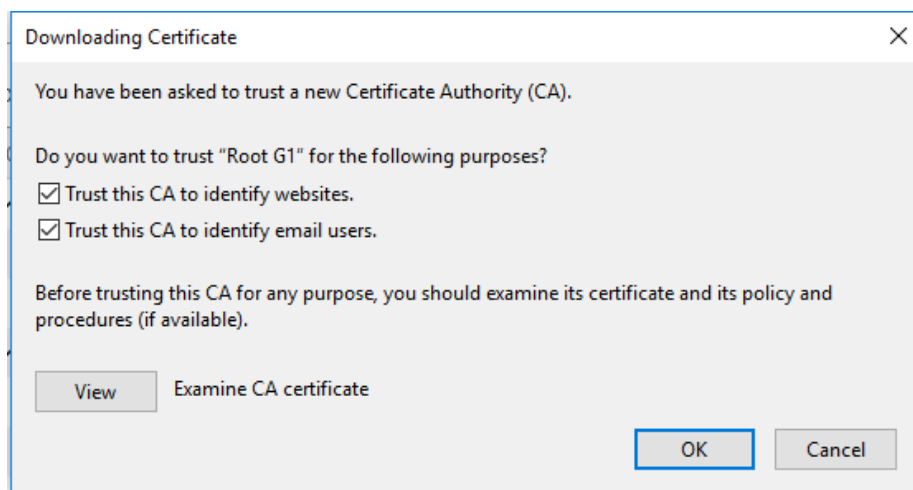 Downloading Certificate
You have been asked to trust a new Certificate Authority (CA).
Do you want to trust “Root G1” for the following purposes?
Trust this CA to identify websites.
Trust this CA to identify email users.
Before trusting this CA for any purpose, you should examine its certificate and its policy and
procedures (if available).
View Examine CA certificate
OK Cancel